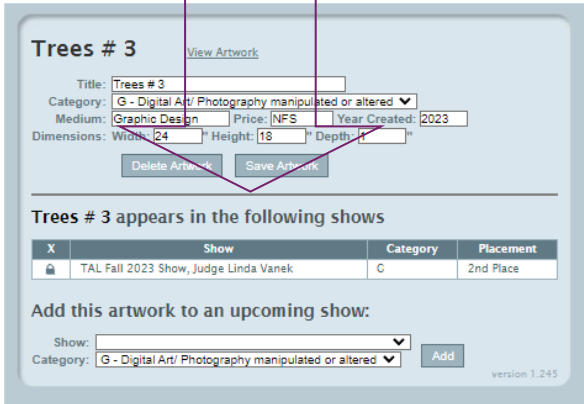 Trees # 3 View Artwork
Title: Trees # 3
Category: G - Digital Art/ Photography manipulated or altered
Medium: Graphic Design Price: NFS Year Created: 2023
Dimensions: Width: 24 " Height: 18 " Depth: 1 "
Delete Artwork Save Artwork
Trees # 3 appears in the following shows
X Show Category Placement
TAL Fall 2023 Show, Judge Linda Vanek G 2nd Place
Add this artwork to an upcoming show:
Show:
Category: G - Digital Art/ Photography manipulated or altered Add
version 1.245